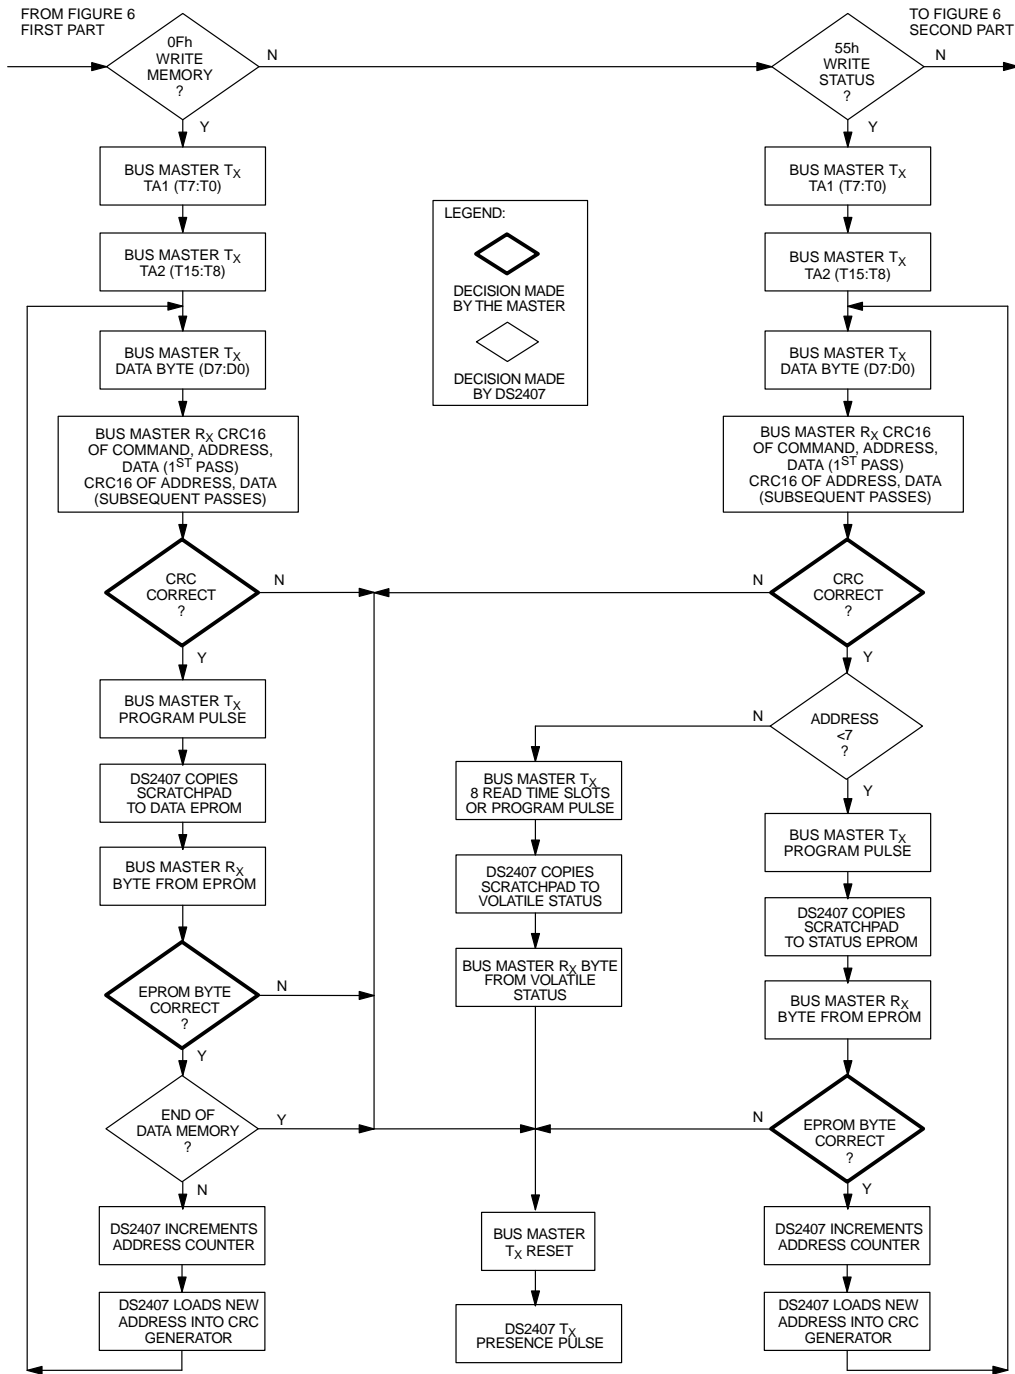 FROM FIGURE 6
FIRST PART
TO FIGURE 6
SECOND PART
0Fh
WRITE
MEMORY
?
N
Y
55h
WRITE
STATUS
?
N
Y
BUS MASTER TX
TA1 (T7:T0)
BUS MASTER TX
TA2 (T15:T8)
BUS MASTER TX
DATA BYTE (D7:D0)
BUS MASTER RX CRC16
OF COMMAND, ADDRESS,
DATA (1ST PASS)
CRC16 OF ADDRESS, DATA
(SUBSEQUENT PASSES)
CRC
CORRECT
?
N
Y
BUS MASTER TX
PROGRAM PULSE
DS2407 COPIES
SCRATCHPAD
TO DATA EPROM
BUS MASTER RX
BYTE FROM EPROM
EPROM BYTE
CORRECT
?
N
Y
END OF
DATA MEMORY
?
Y
N
DS2407 INCREMENTS
ADDRESS COUNTER
DS2407 LOADS NEW
ADDRESS INTO CRC
GENERATOR
LEGEND:
DECISION MADE
BY THE MASTER
DECISION MADE
BY DS2407
BUS MASTER TX
8 READ TIME SLOTS
OR PROGRAM PULSE
DS2407 COPIES
SCRATCHPAD TO
VOLATILE STATUS
BUS MASTER RX BYTE
FROM VOLATILE
STATUS
BUS MASTER
TX RESET
DS2407 TX
PRESENCE PULSE
BUS MASTER TX
TA1 (T7:T0)
BUS MASTER TX
TA2 (T15:T8)
BUS MASTER TX
DATA BYTE (D7:D0)
BUS MASTER RX CRC16
OF COMMAND, ADDRESS,
DATA (1ST PASS)
CRC16 OF ADDRESS, DATA
(SUBSEQUENT PASSES)
CRC
CORRECT
?
N
Y
ADDRESS
<7
?
N
Y
BUS MASTER TX
PROGRAM PULSE
DS2407 COPIES
SCRATCHPAD
TO STATUS EPROM
BUS MASTER RX
BYTE FROM EPROM
EPROM BYTE
CORRECT
?
N
Y
DS2407 INCREMENTS
ADDRESS COUNTER
DS2407 LOADS NEW
ADDRESS INTO CRC
GENERATOR